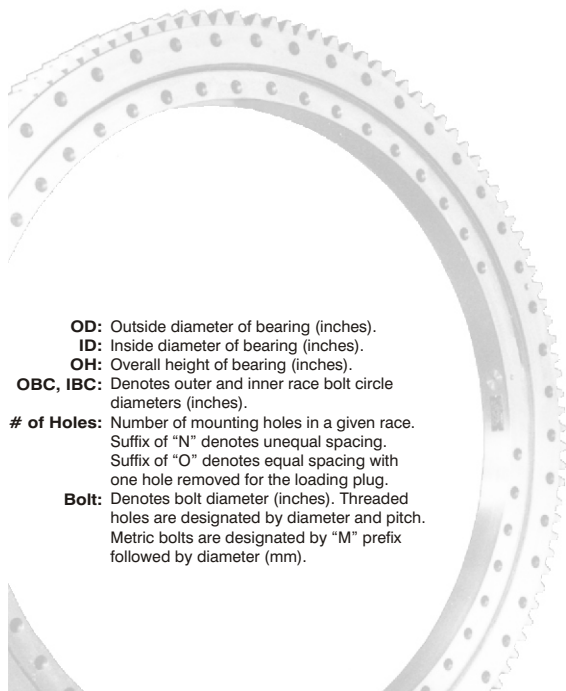 OD: Outside diameter of bearing (inches).
ID: Inside diameter of bearing (inches).
OH: Overall height of bearing (inches).
OBC, IBC: Denotes outer and inner race bolt circle
diameters (inches).
# of Holes: Number of mounting holes in a given race.
Suffix of “N” denotes unequal spacing.
Suffix of “O” denotes equal spacing with
one hole removed for the loading plug.
Bolt: Denotes bolt diameter (inches). Threaded
holes are designated by diameter and pitch.
Metric bolts are designated by “M” prefix
followed by diameter (mm).